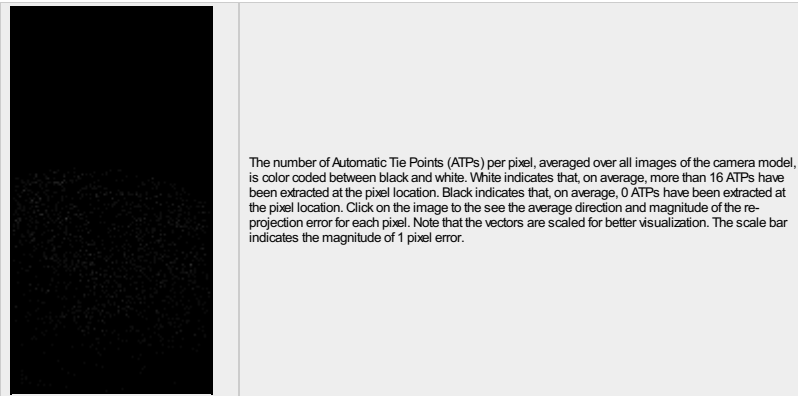 The number of Automatic Tie Points (ATPs) per pixel, averaged over all images of the camera model,
is color coded between black and white. White indicates that, on average, more than 16 ATPs have
been extracted at the pixel location. Black indicates that, on average, 0 ATPs have been extracted at
the pixel location. Click on the image to the see the average direction and magnitude of the re-
projection error for each pixel. Note that the vectors are scaled for better visualization. The scale bar
indicates the magnitude of 1 pixel error.